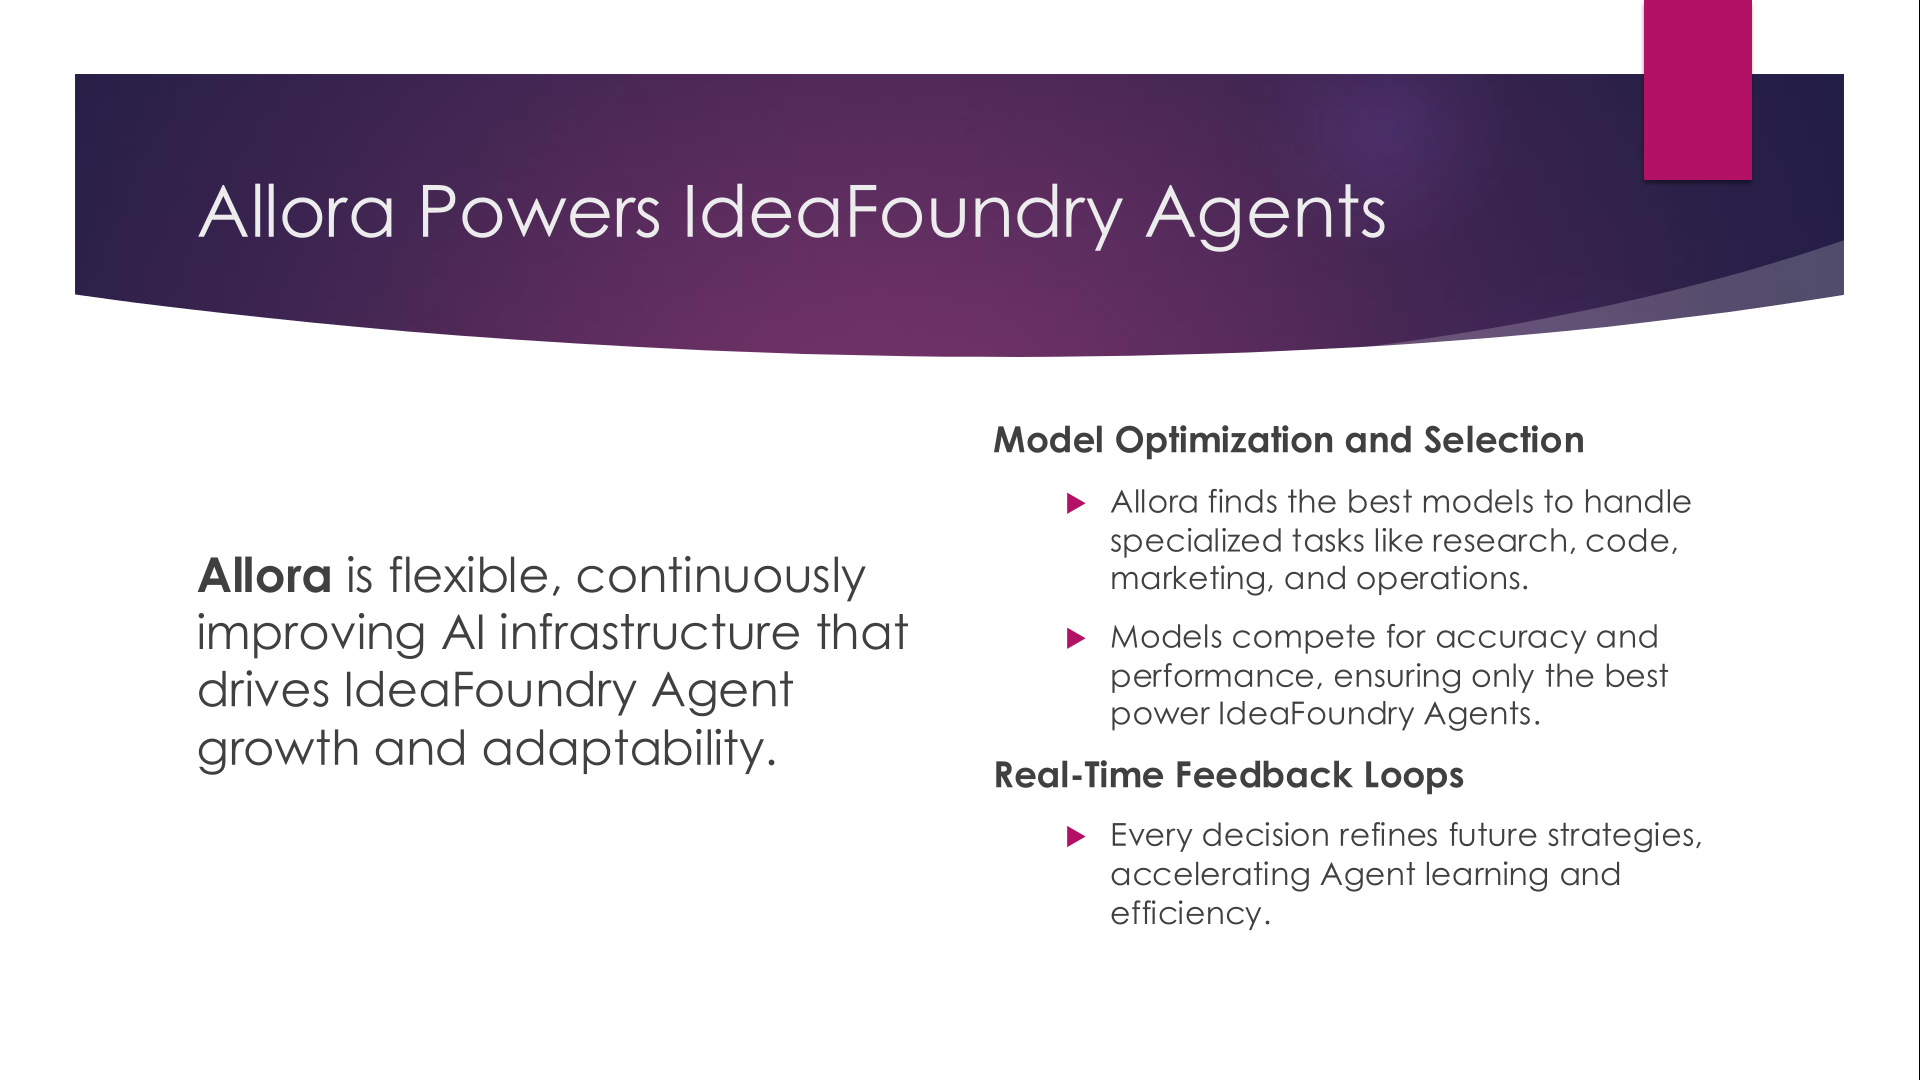 Allora Powers IdeaFoundry Agents
Allora is flexible, continuously
improving AI infrastructure that
drives IdeaFoundry Agent
growth and adaptability.
Model Optimization and Selection
Allora finds the best models to handle
specialized tasks like research, code,
marketing, and operations.
Models compete for accuracy and
performance, ensuring only the best
power IdeaFoundry Agents.
Real-Time Feedback Loops
Every decision refines future strategies,
accelerating Agent learning and
efficiency.